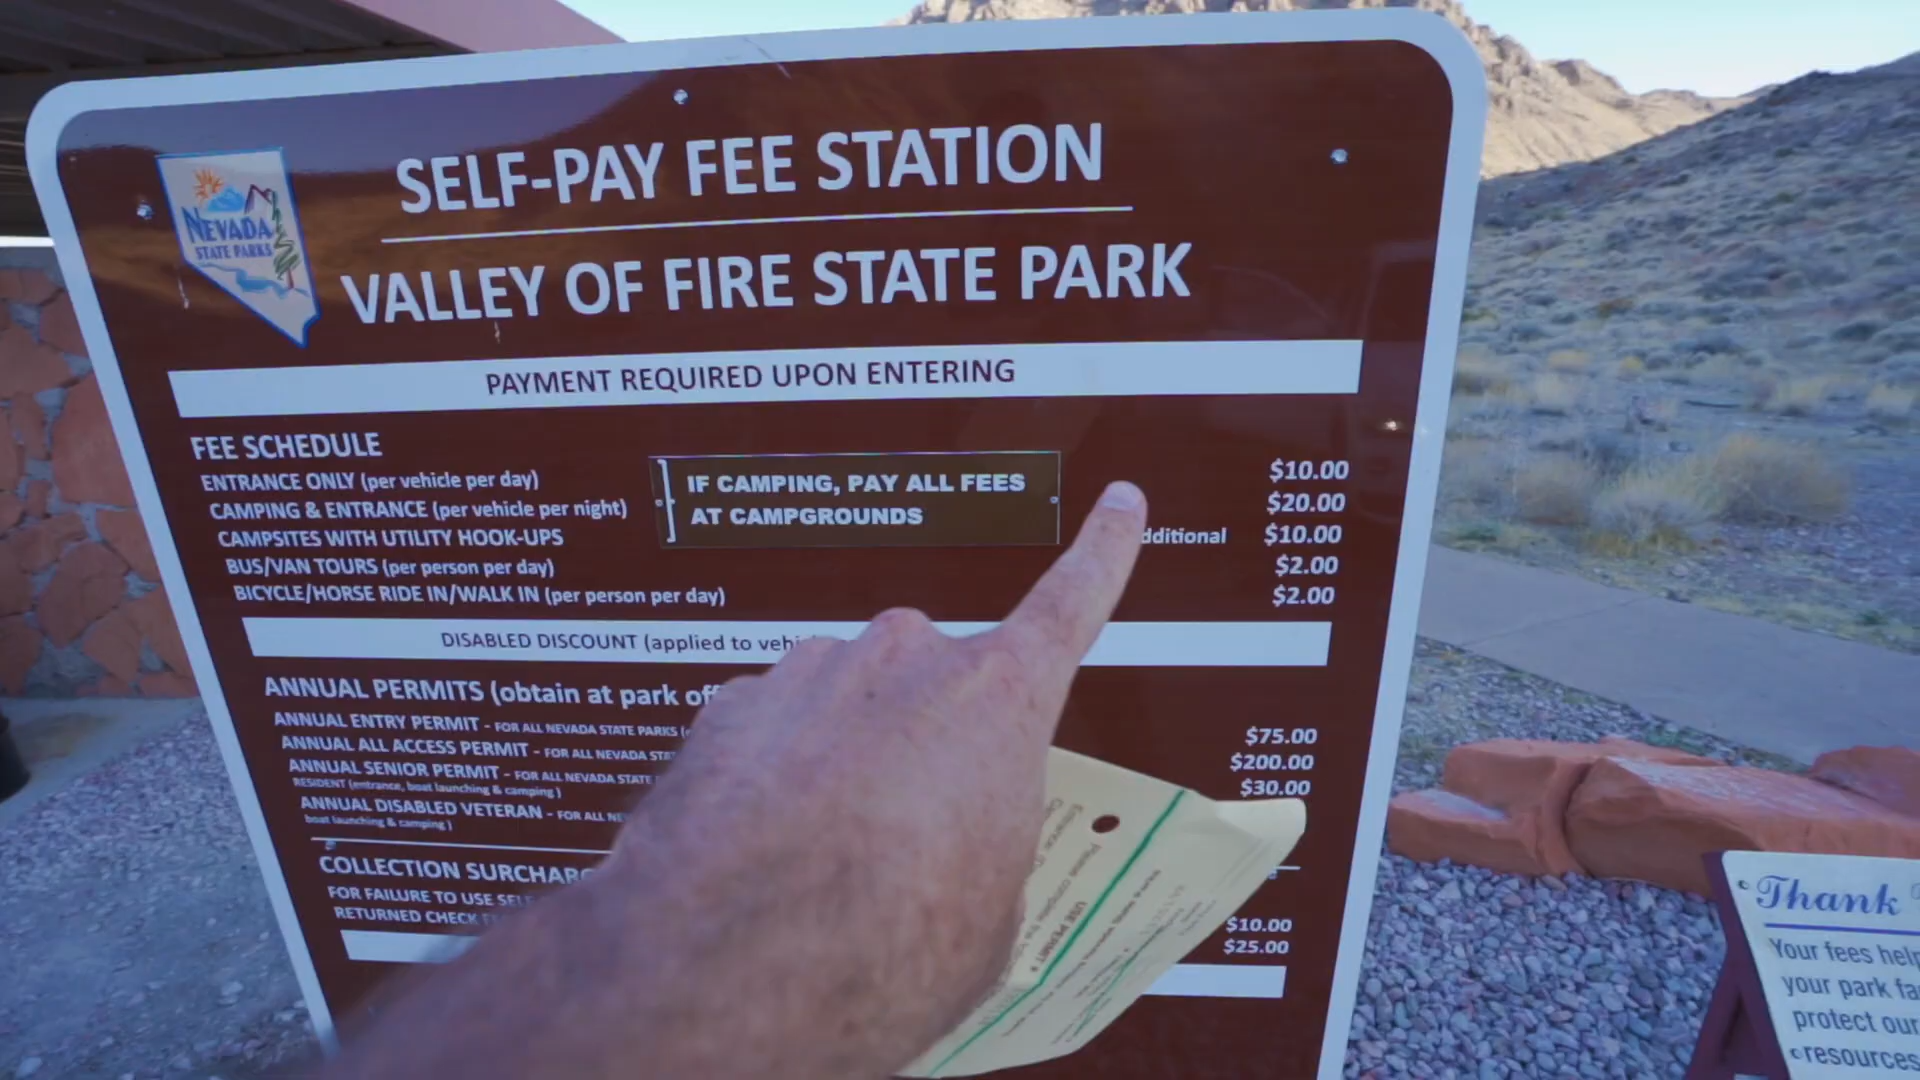 SELF-PAY FEE STATION
VALLEY OF FIRE STATE PARK
NEVADA
STATE PARKS
PAYMENT REQUIRED UPON ENTERING
FEE SCHEDULE
ENTRANCE ONLY (per vehicle per day) $10.00
CAMPING & ENTRANCE (per vehicle per night) $20.00
CAMPSITES WITH UTILITY HOOK-UPS dditional $10.00
] IF CAMPING, PAY ALL FEES
AT CAMPGROUNDS
BUS/VAN TOURS (per person per day) $2.00
BICYCLE/HORSE RIDE IN/WALK IN (per person per day) $2.00
DISABLED DISCOUNT (applied to vehi
ANNUAL PERMITS (obtain at park of
ANNUAL ENTRY PERMIT - FOR ALL NEVADA STATE PARKS ( $75.00
ANNUAL ALL ACCESS PERMIT - FOR ALL NEVADA STA $200.00
ANNUAL SENIOR PERMIT - FOR ALL NEVADA STATE $30.00
RESIDENT (entrance, boat launching & camping)
ANNUAL DISABLED VETERAN - FOR ALL NE
boat launching & camping)
COLLECTION SURCHARG
FOR FAILURE TO USE SEL $10.00
RETURNED CHECK $25.00
USE PERMIT #
Thank
Your fees help
your park fa
protect our
resources